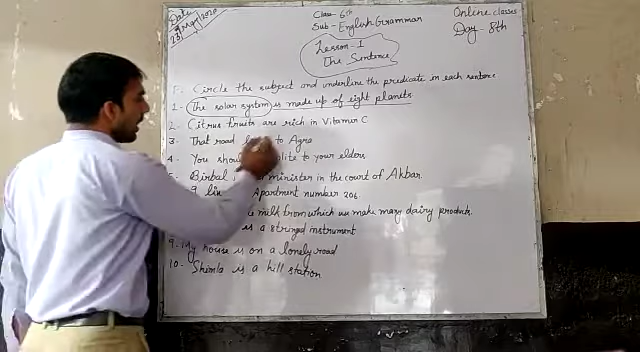 Date
Class 6th
Sub - English Grammar
Online classes
Day - 8th
Lesson - 1
The Sentence
Circle the subject and underline the predicate in each sentence
1- The solar system is made up of eight planets
2- Citrus fruits are rich in Vitamin C
3- That road to Agra
4- You to your elders
Birbal minister in the court of Akbar.
Apartment number 206
milk from which we make many dairy products.
is a stringed instrument
9- My house is on a lonely road
10- Shimla is a hill station